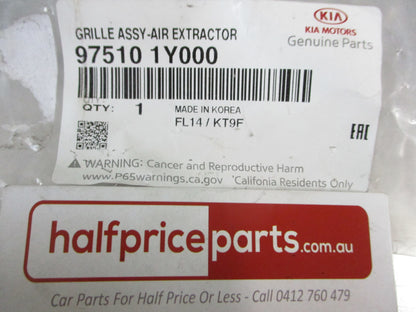 GRILLE ASSY-AIR EXTRACTOR
97510 1Y000
KIA
KIA MOTORS
Genuine Parts
QTY: 1
MADE IN KOREA
FL14 / KT9F
EAC
WARNING: Cancer and Reproductive Harm
www.P65warnings.ca.gov Califonia Residents Only
halfpriceparts.com.au
Car Parts For Half Price Or Less - Call 0412 760 479